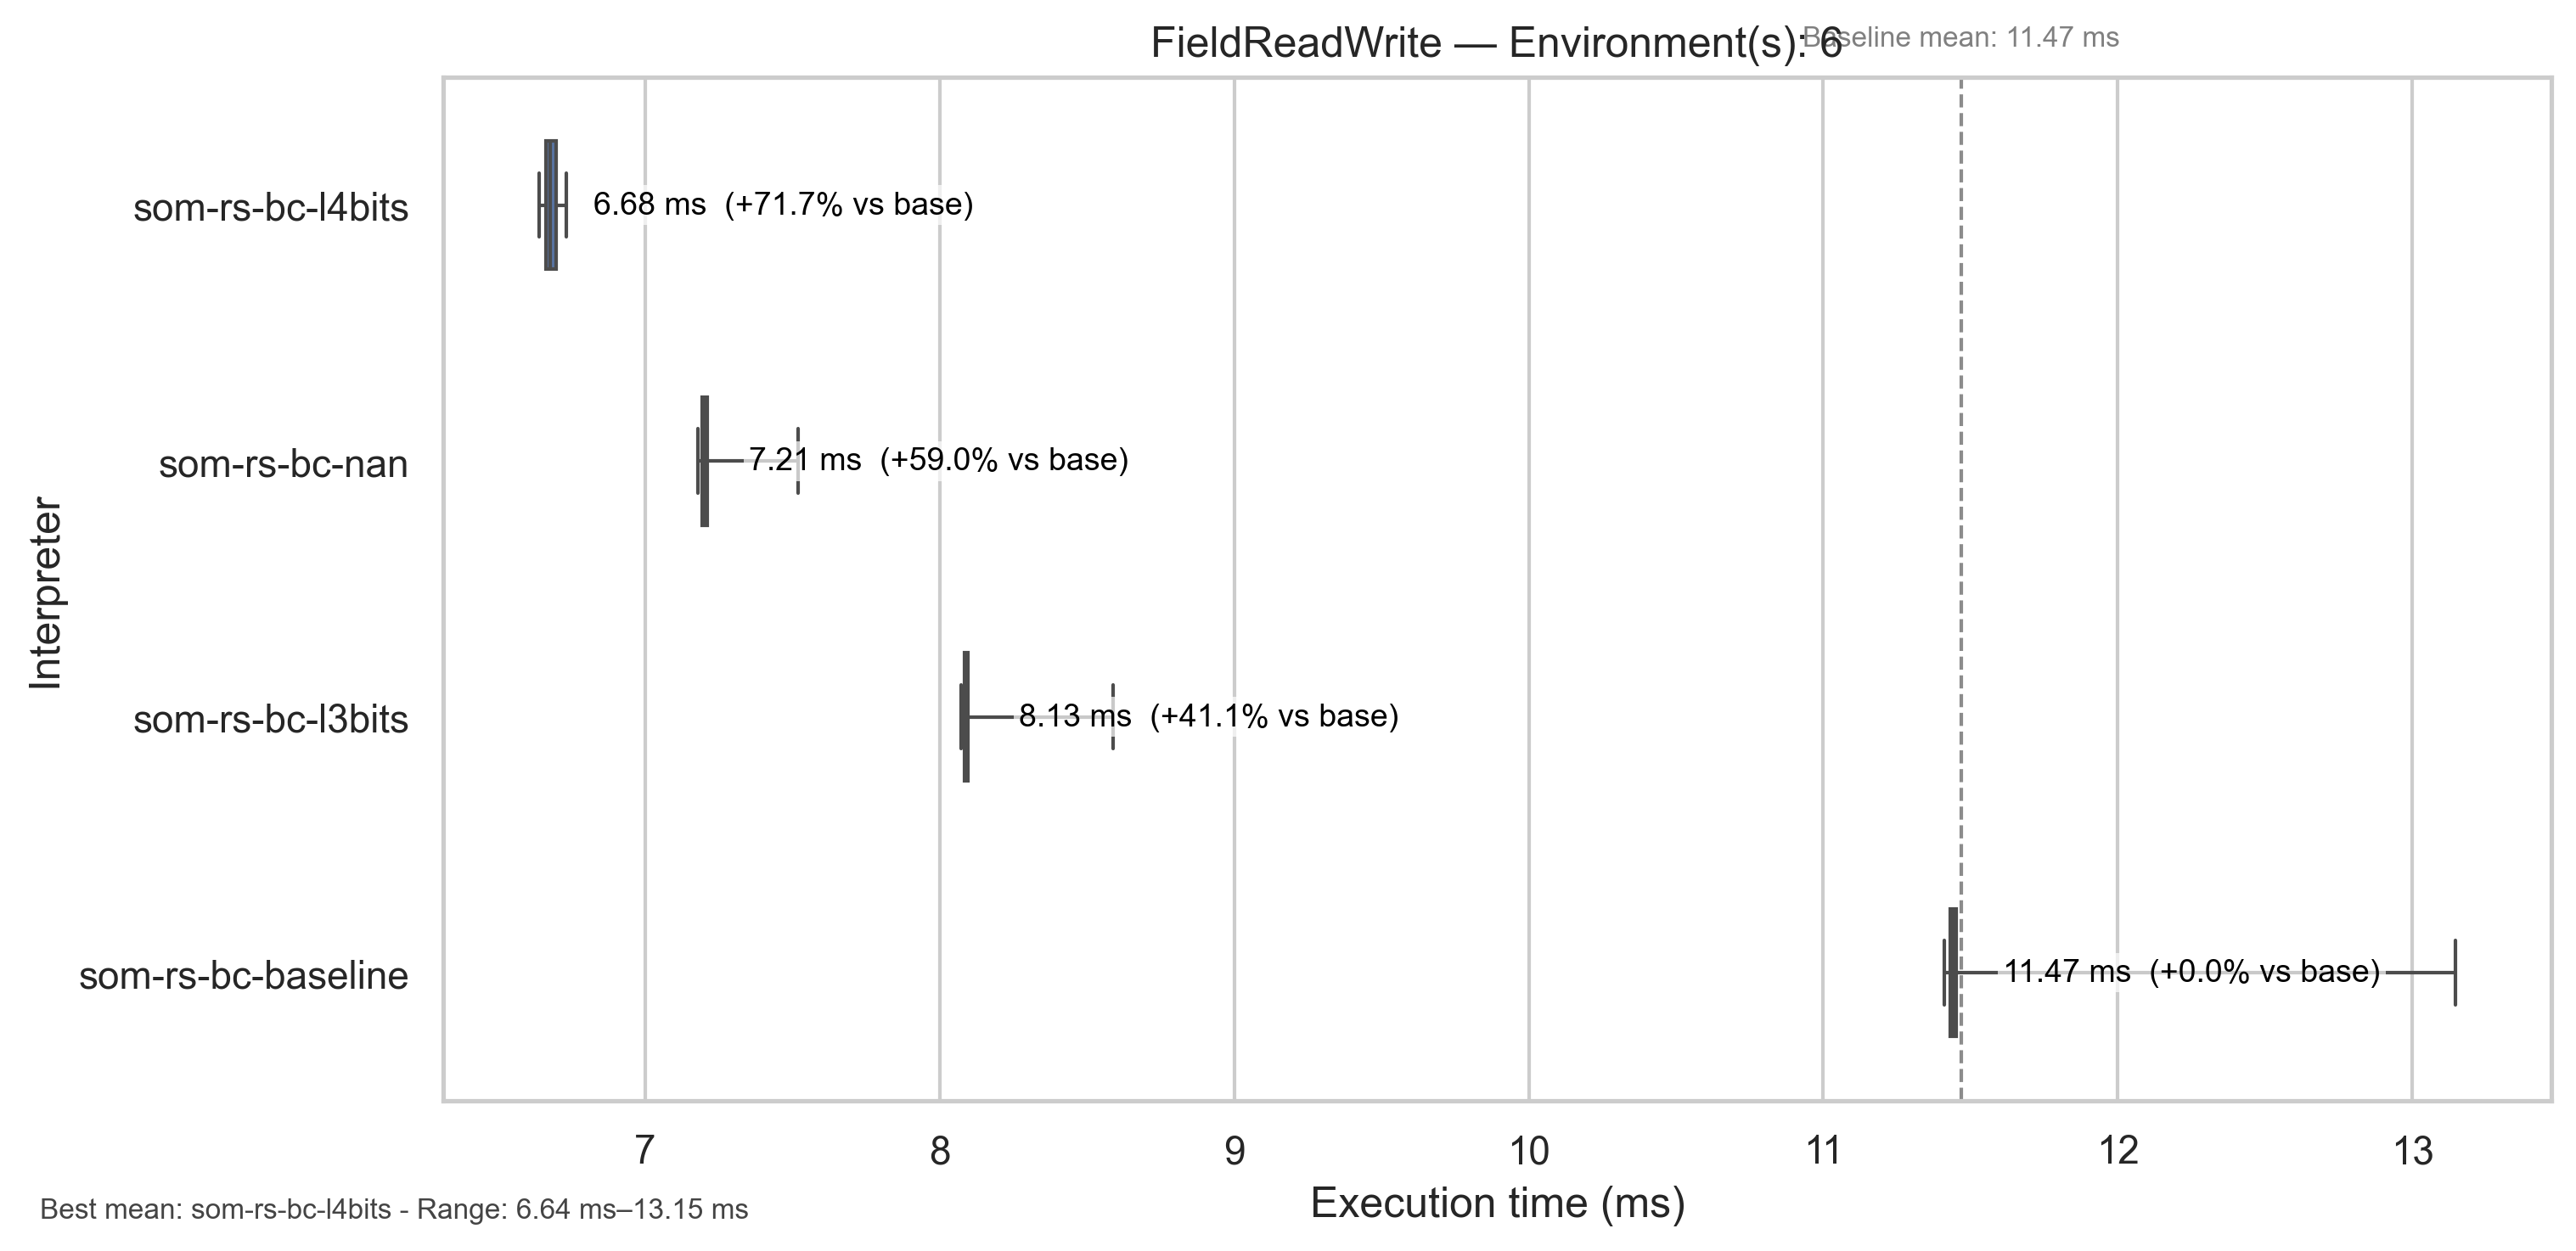 FieldReadWrite — Environment(s): 6
Baseline mean: 11.47 ms
som-rs-bc-l4bits
6.68 ms (+71.7% vs base)
som-rs-bc-nan
7.21 ms (+59.0% vs base)
som-rs-bc-l3bits
8.13 ms (+41.1% vs base)
som-rs-bc-baseline
11.47 ms (+0.0% vs base)
Interpreter
7 8 9 10 11 12 13
Execution time (ms)
Best mean: som-rs-bc-l4bits - Range: 6.64 ms–13.15 ms